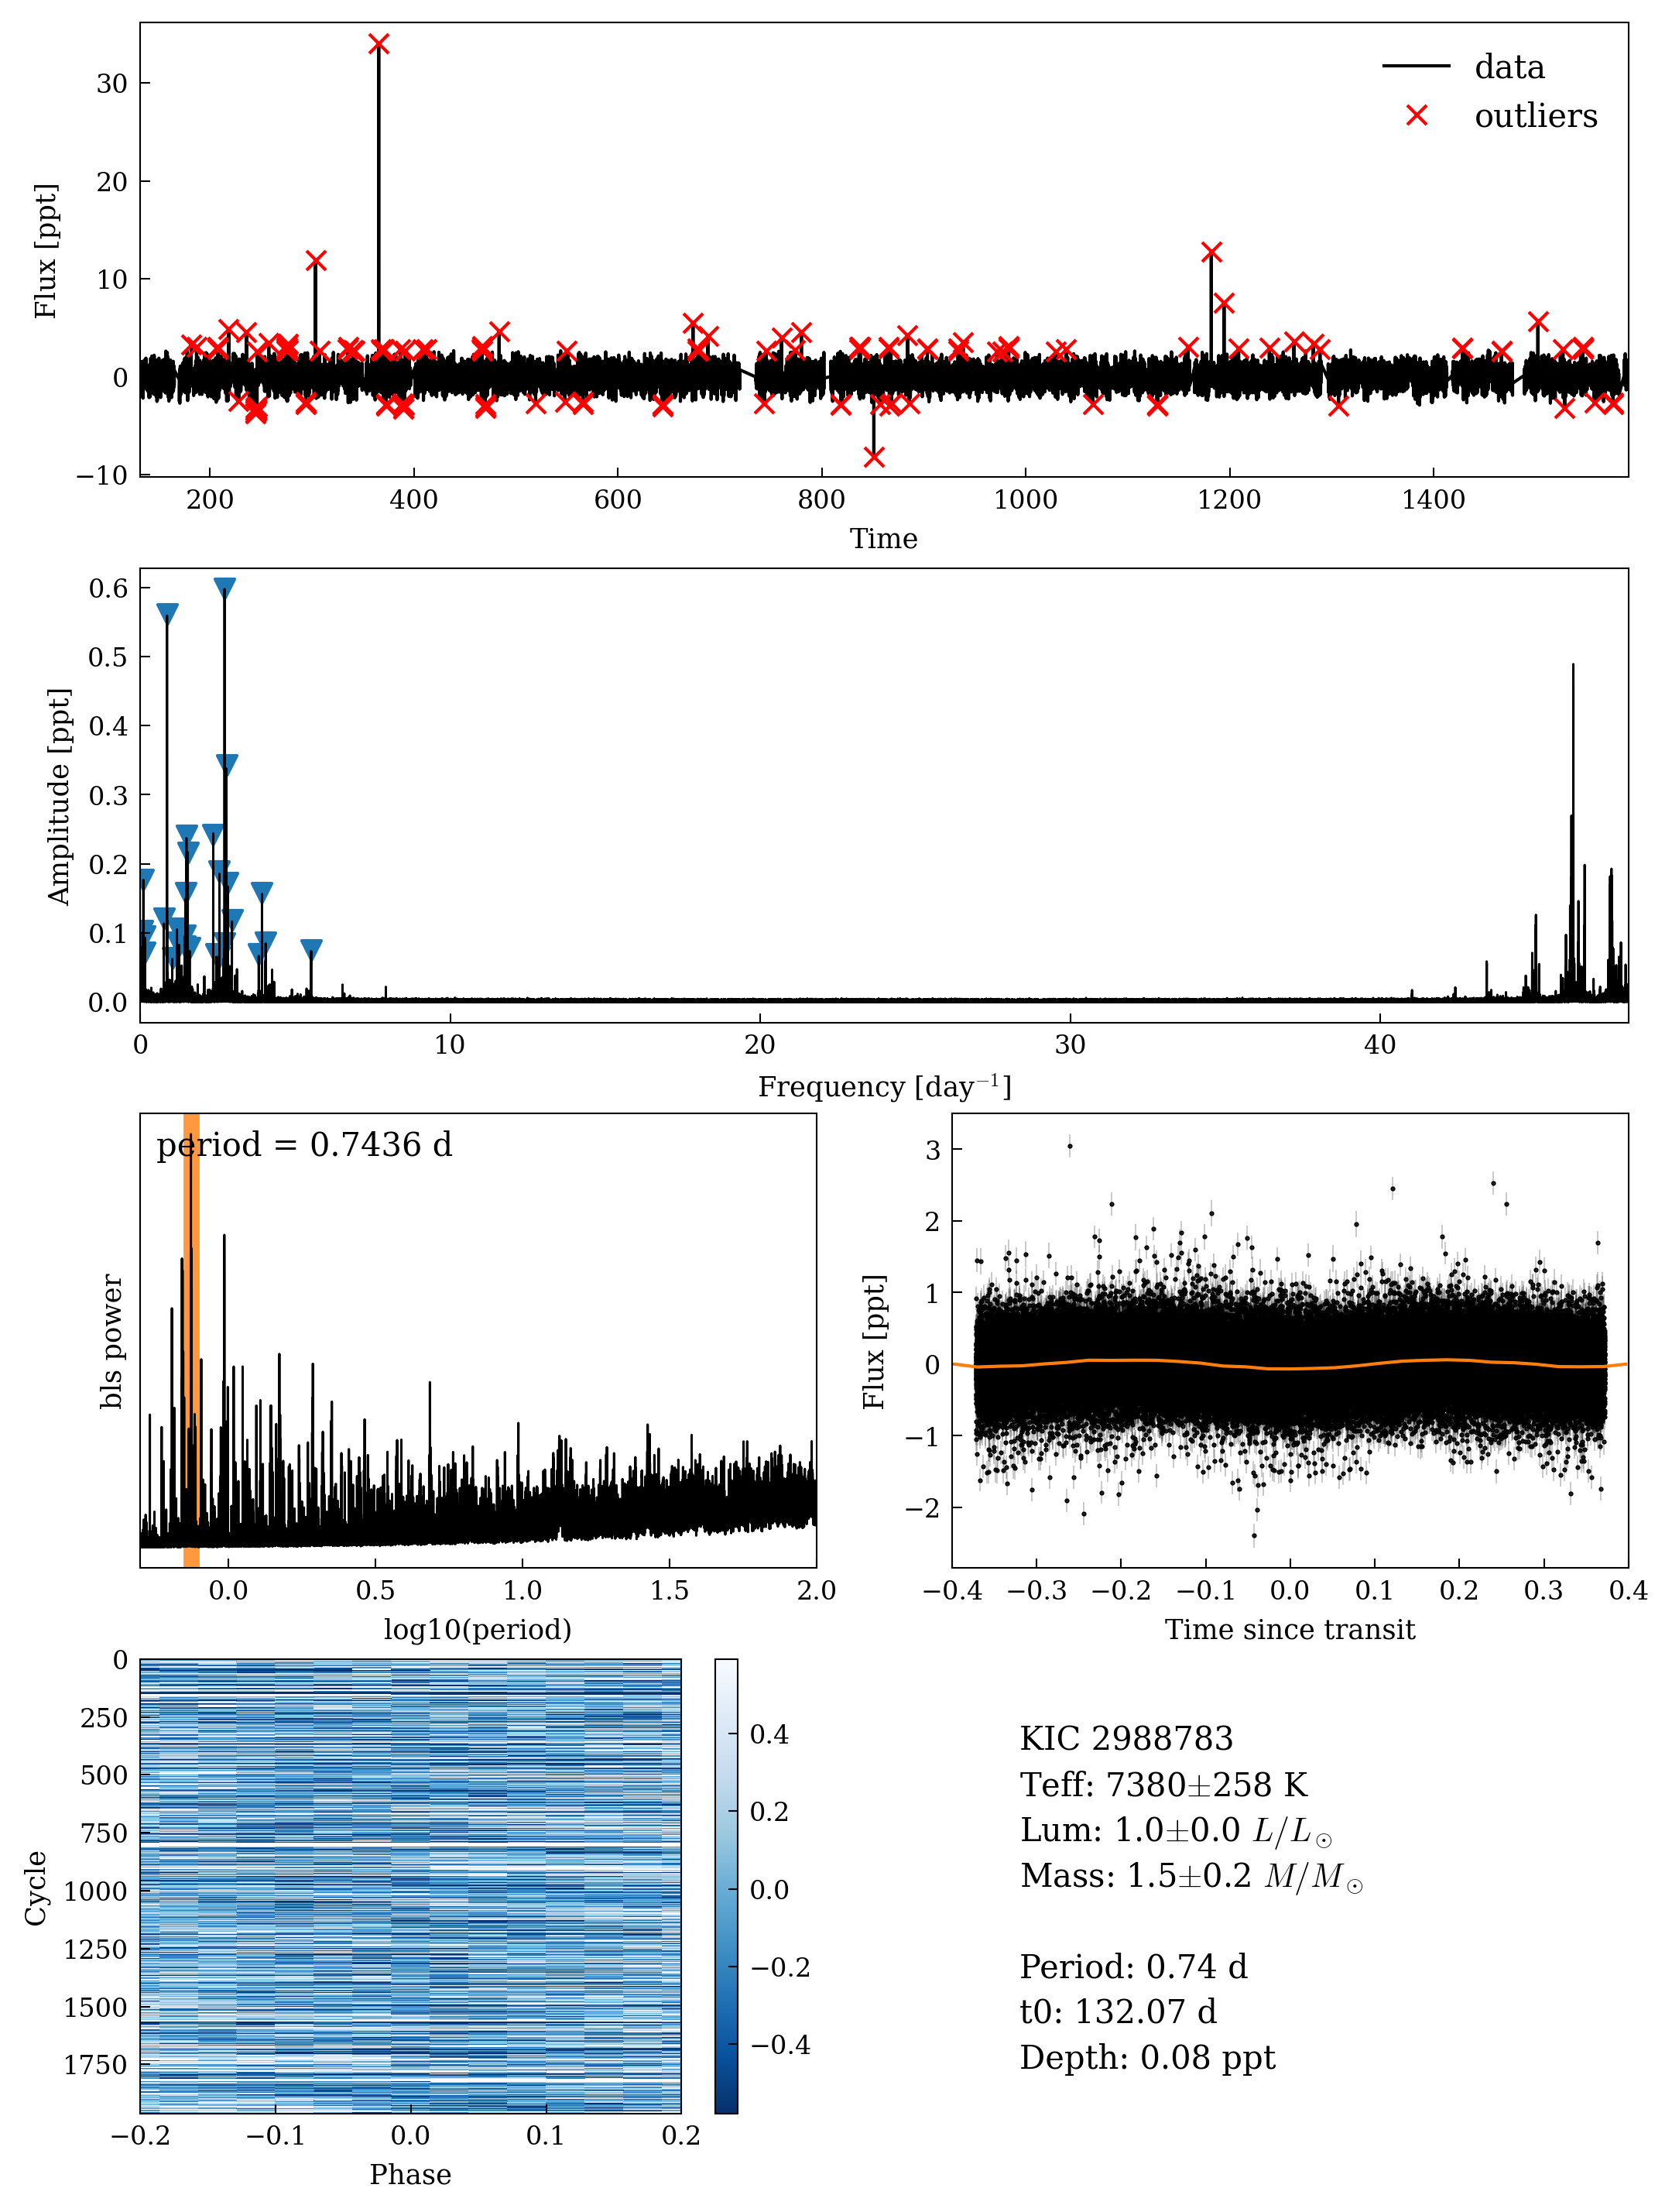 data
outliers
Flux [ppt]
30
20
10
0
−10
200 400 600 800 1000 1200 1400
Time
Amplitude [ppt]
0.6
0.5
0.4
0.3
0.2
0.1
0.0
0 10 20 30 40
Frequency [day⁻¹]
period = 0.7436 d
bls power
0.0 0.5 1.0 1.5 2.0
log10(period)
Flux [ppt]
3
2
1
0
−1
−2
−0.4 −0.3 −0.2 −0.1 0.0 0.1 0.2 0.3 0.4
Time since transit
Cycle
0
250
500
750
1000
1250
1500
1750
−0.2 −0.1 0.0 0.1 0.2
Phase
0.4
0.2
0.0
−0.2
−0.4
KIC 2988783
Teff: 7380±258 K
Lum: 1.0±0.0 L/L⊙
Mass: 1.5±0.2 M/M⊙
Period: 0.74 d
t0: 132.07 d
Depth: 0.08 ppt